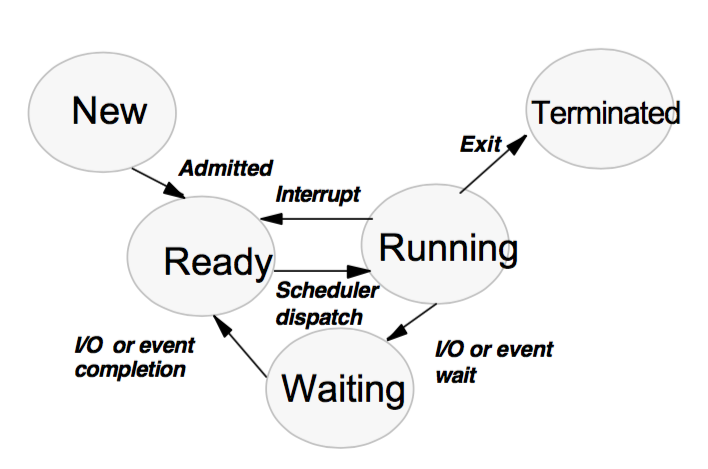 New
Terminated
Exit
Admitted
Interrupt
Ready
Running
Scheduler
dispatch
I/O or event
completion
I/O or event
wait
Waiting